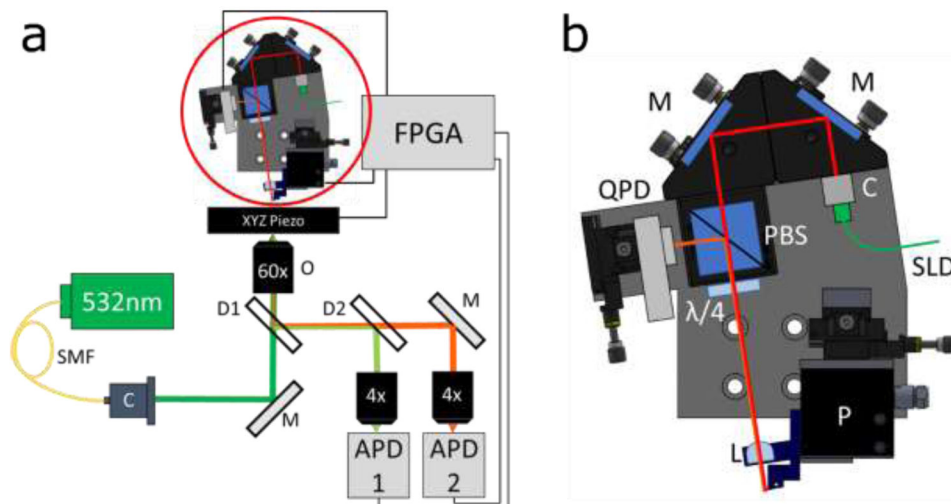 a
FPGA
XYZ Piezo
60x
O
532nm
D1
D2
M
SMF
C
M
4x
4x
APD
1
APD
2
b
M
M
QPD
C
PBS
SLD
λ/4
P
L